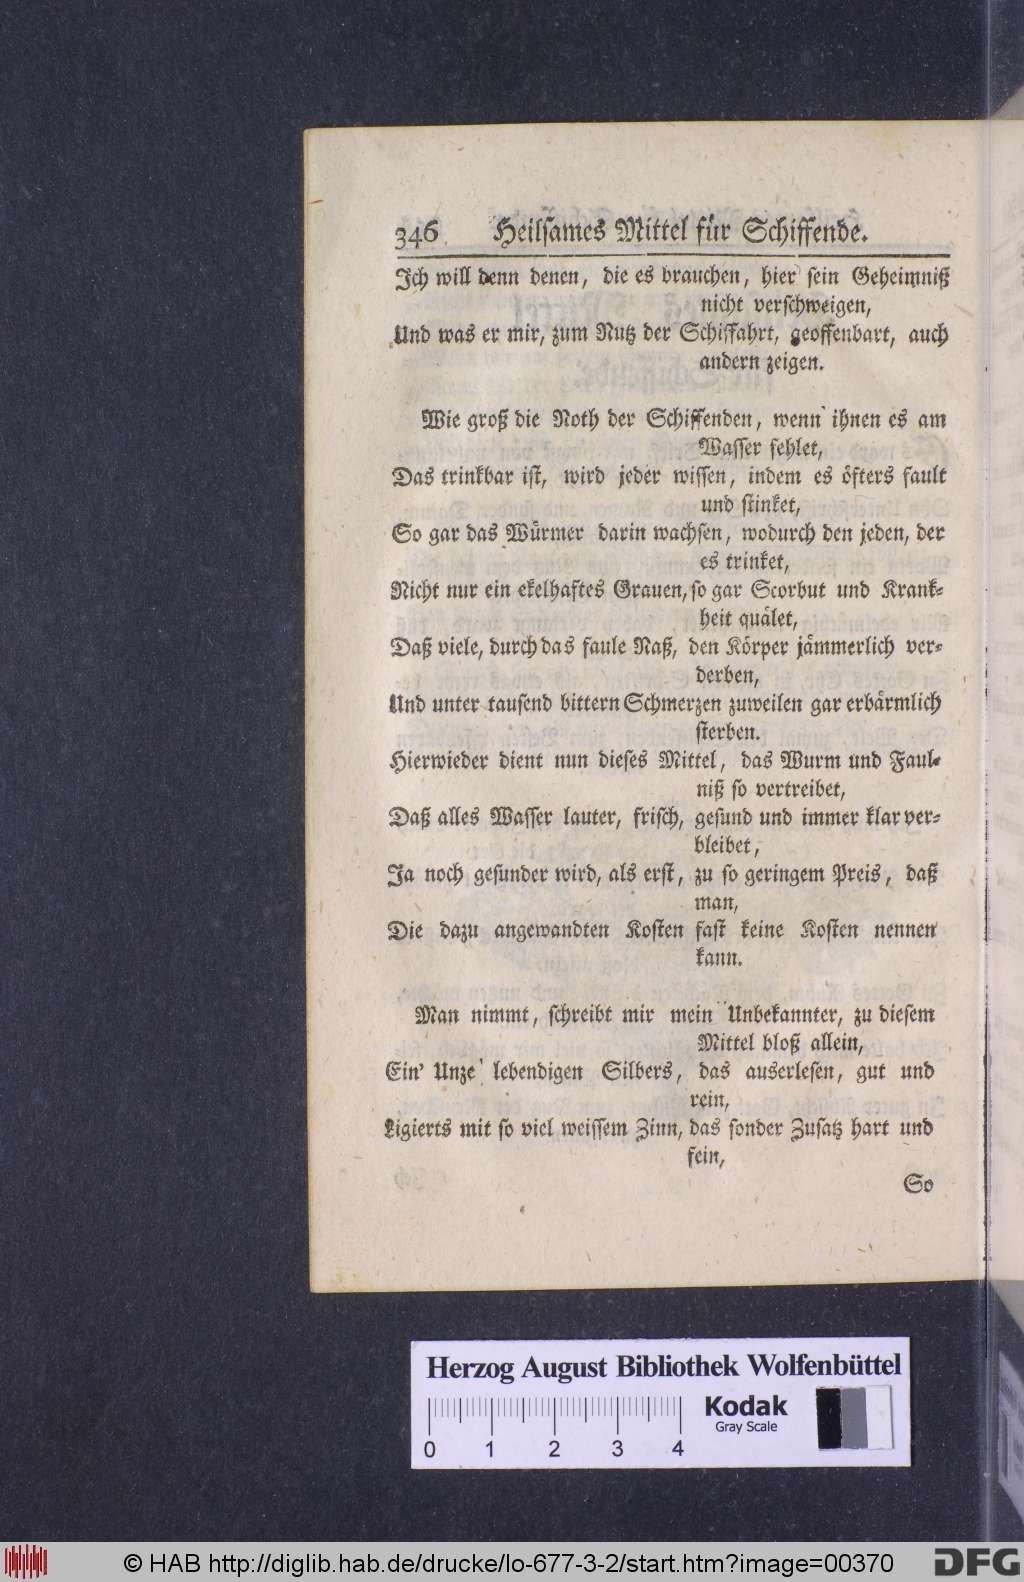 346 Heilsames Mittel für Schiffende.
Ich will denn denen, die es brauchen, hier sein Geheimniß
nicht verschweigen,
Und was er mir, zum Nutz der Schiffahrt, geoffenbart, auch
andern zeigen.
Wie groß die Noth der Schiffenden, wenn ihnen es am
Wasser fehlet,
Das trinkbar ist, wird jeder wissen, indem es öfters fault
und stinket,
So gar das Würmer darin wachsen, wodurch den jeden, der
es trinket,
Nicht nur ein ekelhaftes Grauen, so gar Scorbut und Krank-
heit quälet,
Daß viele, durch das faule Naß, den Körper jämmerlich ver-
derben,
Und unter tausend bittern Schmerzen zuweilen gar erbärmlich
sterben.
Hierwieder dient nun dieses Mittel, das Wurm und Faul-
niß so vertreibet,
Daß alles Wasser lauter, frisch, gesund und immer klar ver-
bleibet,
Ja noch gesunder wird, als erst, zu so geringem Preis, daß
man,
Die dazu angewandten Kosten fast keine Kosten nennen
kann.
Man nimmt, schreibt mir mein Unbekannter, zu diesem
Mittel bloß allein,
Ein' Unze lebendigen Silbers, das auserlesen, gut und
rein,
Ligierts mit so viel weissem Zinn, das sonder Zusatz hart und
fein,
So
Herzog August Bibliothek Wolfenbüttel
Kodak
Gray Scale
0 1 2 3 4
© HAB http://diglib.hab.de/drucke/lo-677-3-2/start.htm?image=00370
DFG